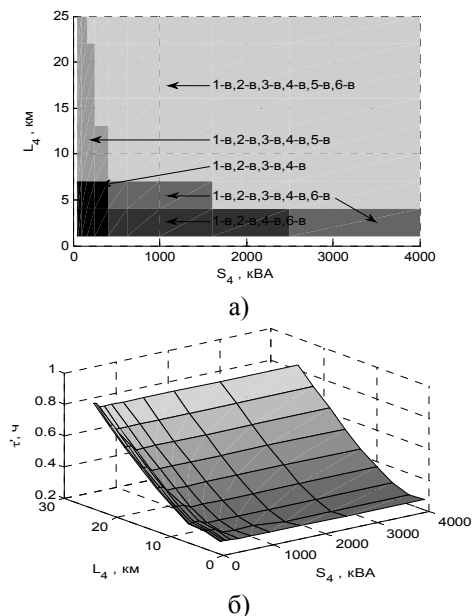 25
20
15
10
5
0
L4 , км
1-в,2-в,3-в,4-в,5-в,6-в
1-в,2-в,3-в,4-в,5-в
1-в,2-в,3-в,4-в
1-в,2-в,3-в,4-в,6-в
1-в,2-в,4-в,6-в
0 1000 2000 3000 4000
S4 , кВА
а)
1
0.8
0.6
0.4
0.2
τ', ч
30
20
10
0
L4 , км
0
1000
2000
3000
4000
S4 , кВА
б)